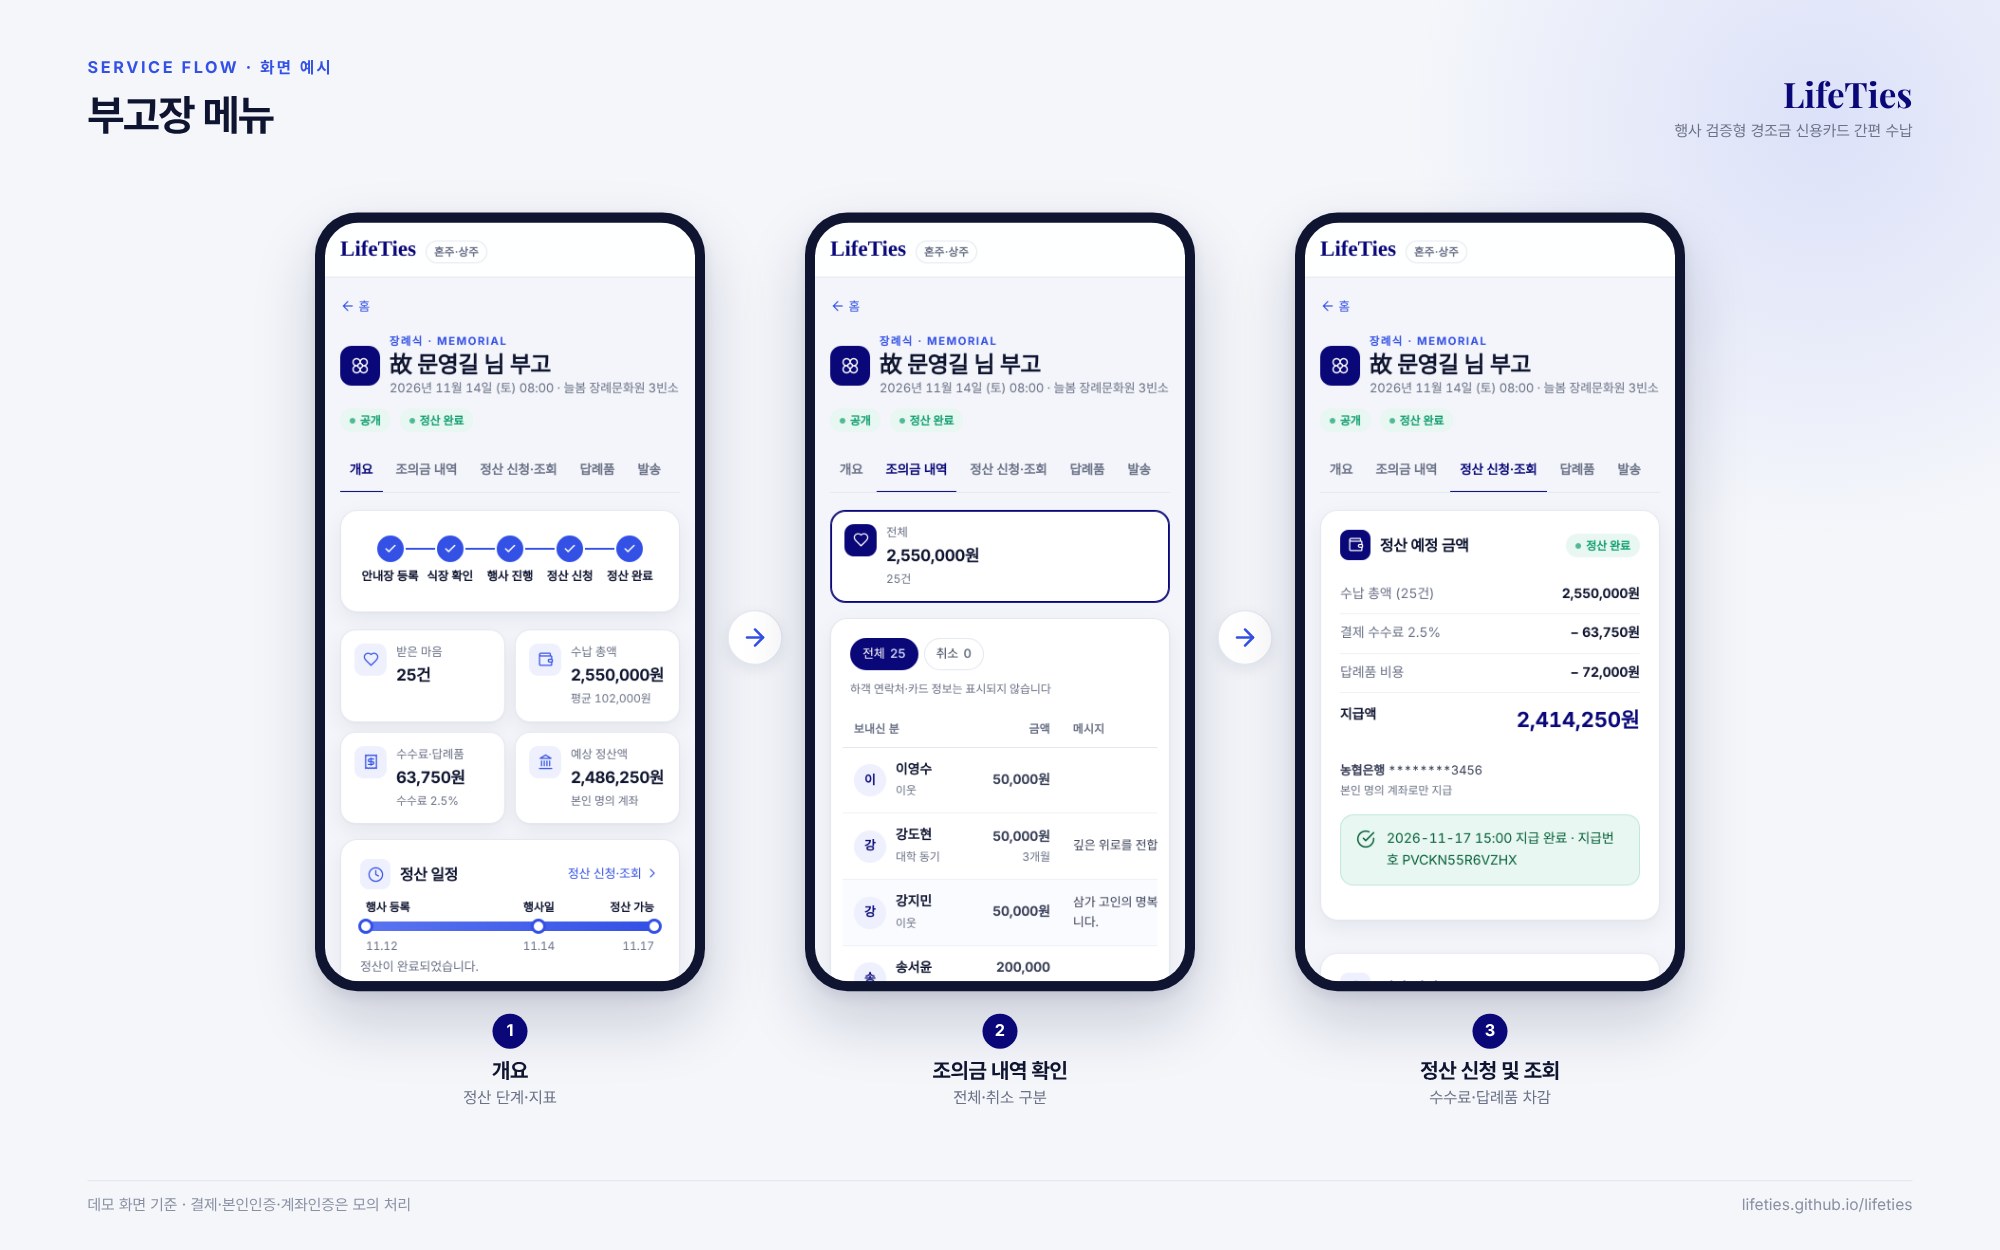 SERVICE FLOW · 화면 예시
부고장 메뉴
LifeTies
행사 검증형 경조금 신용카드 간편 수납
LifeTies 혼주·상주
← 홈
장례식 · MEMORIAL
故 문영길 님 부고
2026년 11월 14일 (토) 08:00 · 늘봄 장례문화원 3빈소
공개 정산 완료
개요 조의금 내역 정산 신청·조회 답례품 발송
안내장 등록 식장 확인 행사 진행 정산 신청 정산 완료
받은 마음
25건
수납 총액
2,550,000원
평균 102,000원
수수료·답례품
63,750원
수수료 2.5%
예상 정산액
2,486,250원
본인 명의 계좌
정산 일정 정산 신청·조회 >
행사 등록 행사일 정산 가능
11.12 11.14 11.17
정산이 완료되었습니다.
1
개요
정산 단계·지표
LifeTies 혼주·상주
← 홈
장례식 · MEMORIAL
故 문영길 님 부고
2026년 11월 14일 (토) 08:00 · 늘봄 장례문화원 3빈소
공개 정산 완료
개요 조의금 내역 정산 신청·조회 답례품 발송
전체
2,550,000원
25건
전체 25 취소 0
하객 연락처·카드 정보는 표시되지 않습니다
보내신 분 금액 메시지
이 이영수 50,000원
이웃
강 강도현 50,000원 깊은 위로를 전합
대학 동기 3개월
강 강지민 50,000원 삼가 고인의 명복
이웃 니다.
송 송서윤 200,000
2
조의금 내역 확인
전체·취소 구분
LifeTies 혼주·상주
← 홈
장례식 · MEMORIAL
故 문영길 님 부고
2026년 11월 14일 (토) 08:00 · 늘봄 장례문화원 3빈소
공개 정산 완료
개요 조의금 내역 정산 신청·조회 답례품 발송
정산 예정 금액 정산 완료
수납 총액 (25건) 2,550,000원
결제 수수료 2.5% – 63,750원
답례품 비용 – 72,000원
지급액 2,414,250원
농협은행 ********3456
본인 명의 계좌로만 지급
2026-11-17 15:00 지급 완료 · 지급번
호 PVCKN55R6VZHX
3
정산 신청 및 조회
수수료·답례품 차감
데모 화면 기준 · 결제·본인인증·계좌인증은 모의 처리
lifeties.github.io/lifeties